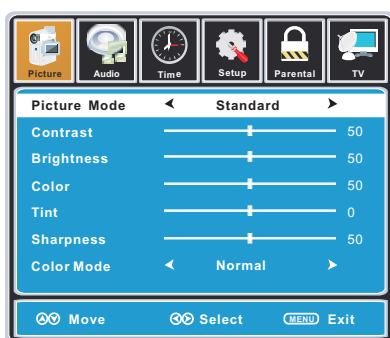 Picture Audio Time Setup Parental TV
Picture Mode Standard
Contrast 50
Brightness 50
Color 50
Tint 0
Sharpness 50
Color Mode Normal
Move Select MENU Exit